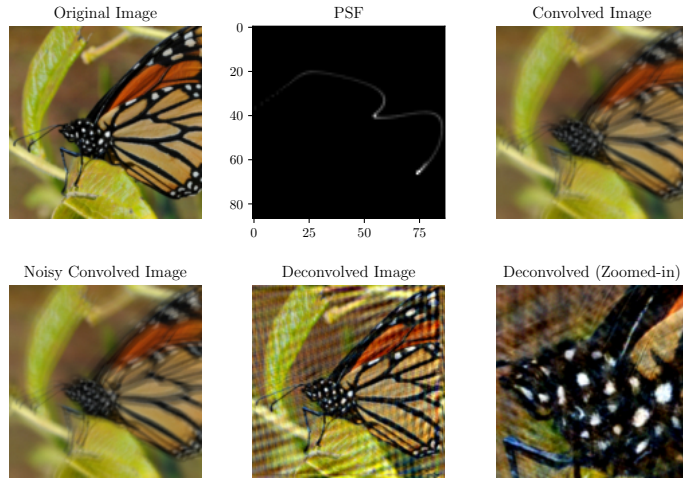 Original Image
PSF
Convolved Image
0
20
40
60
80
0 25 50 75
Noisy Convolved Image
Deconvolved Image
Deconvolved (Zoomed-in)